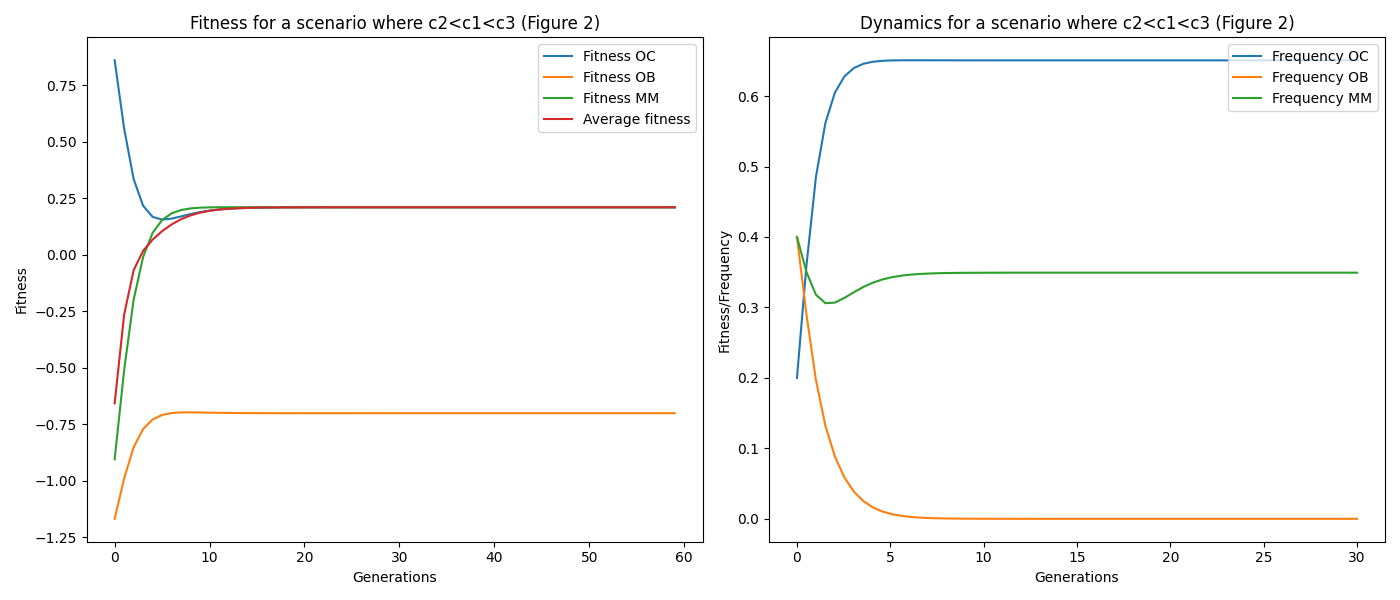 Fitness for a scenario where c2<c1<c3 (Figure 2)
Fitness OC
Fitness OB
Fitness MM
Average fitness
0.75
0.50
0.25
0.00
−0.25
−0.50
−0.75
−1.00
−1.25
Fitness
0 10 20 30 40 50 60
Generations
Dynamics for a scenario where c2<c1<c3 (Figure 2)
Frequency OC
Frequency OB
Frequency MM
0.6
0.5
0.4
0.3
0.2
0.1
0.0
Fitness/Frequency
0 5 10 15 20 25 30
Generations